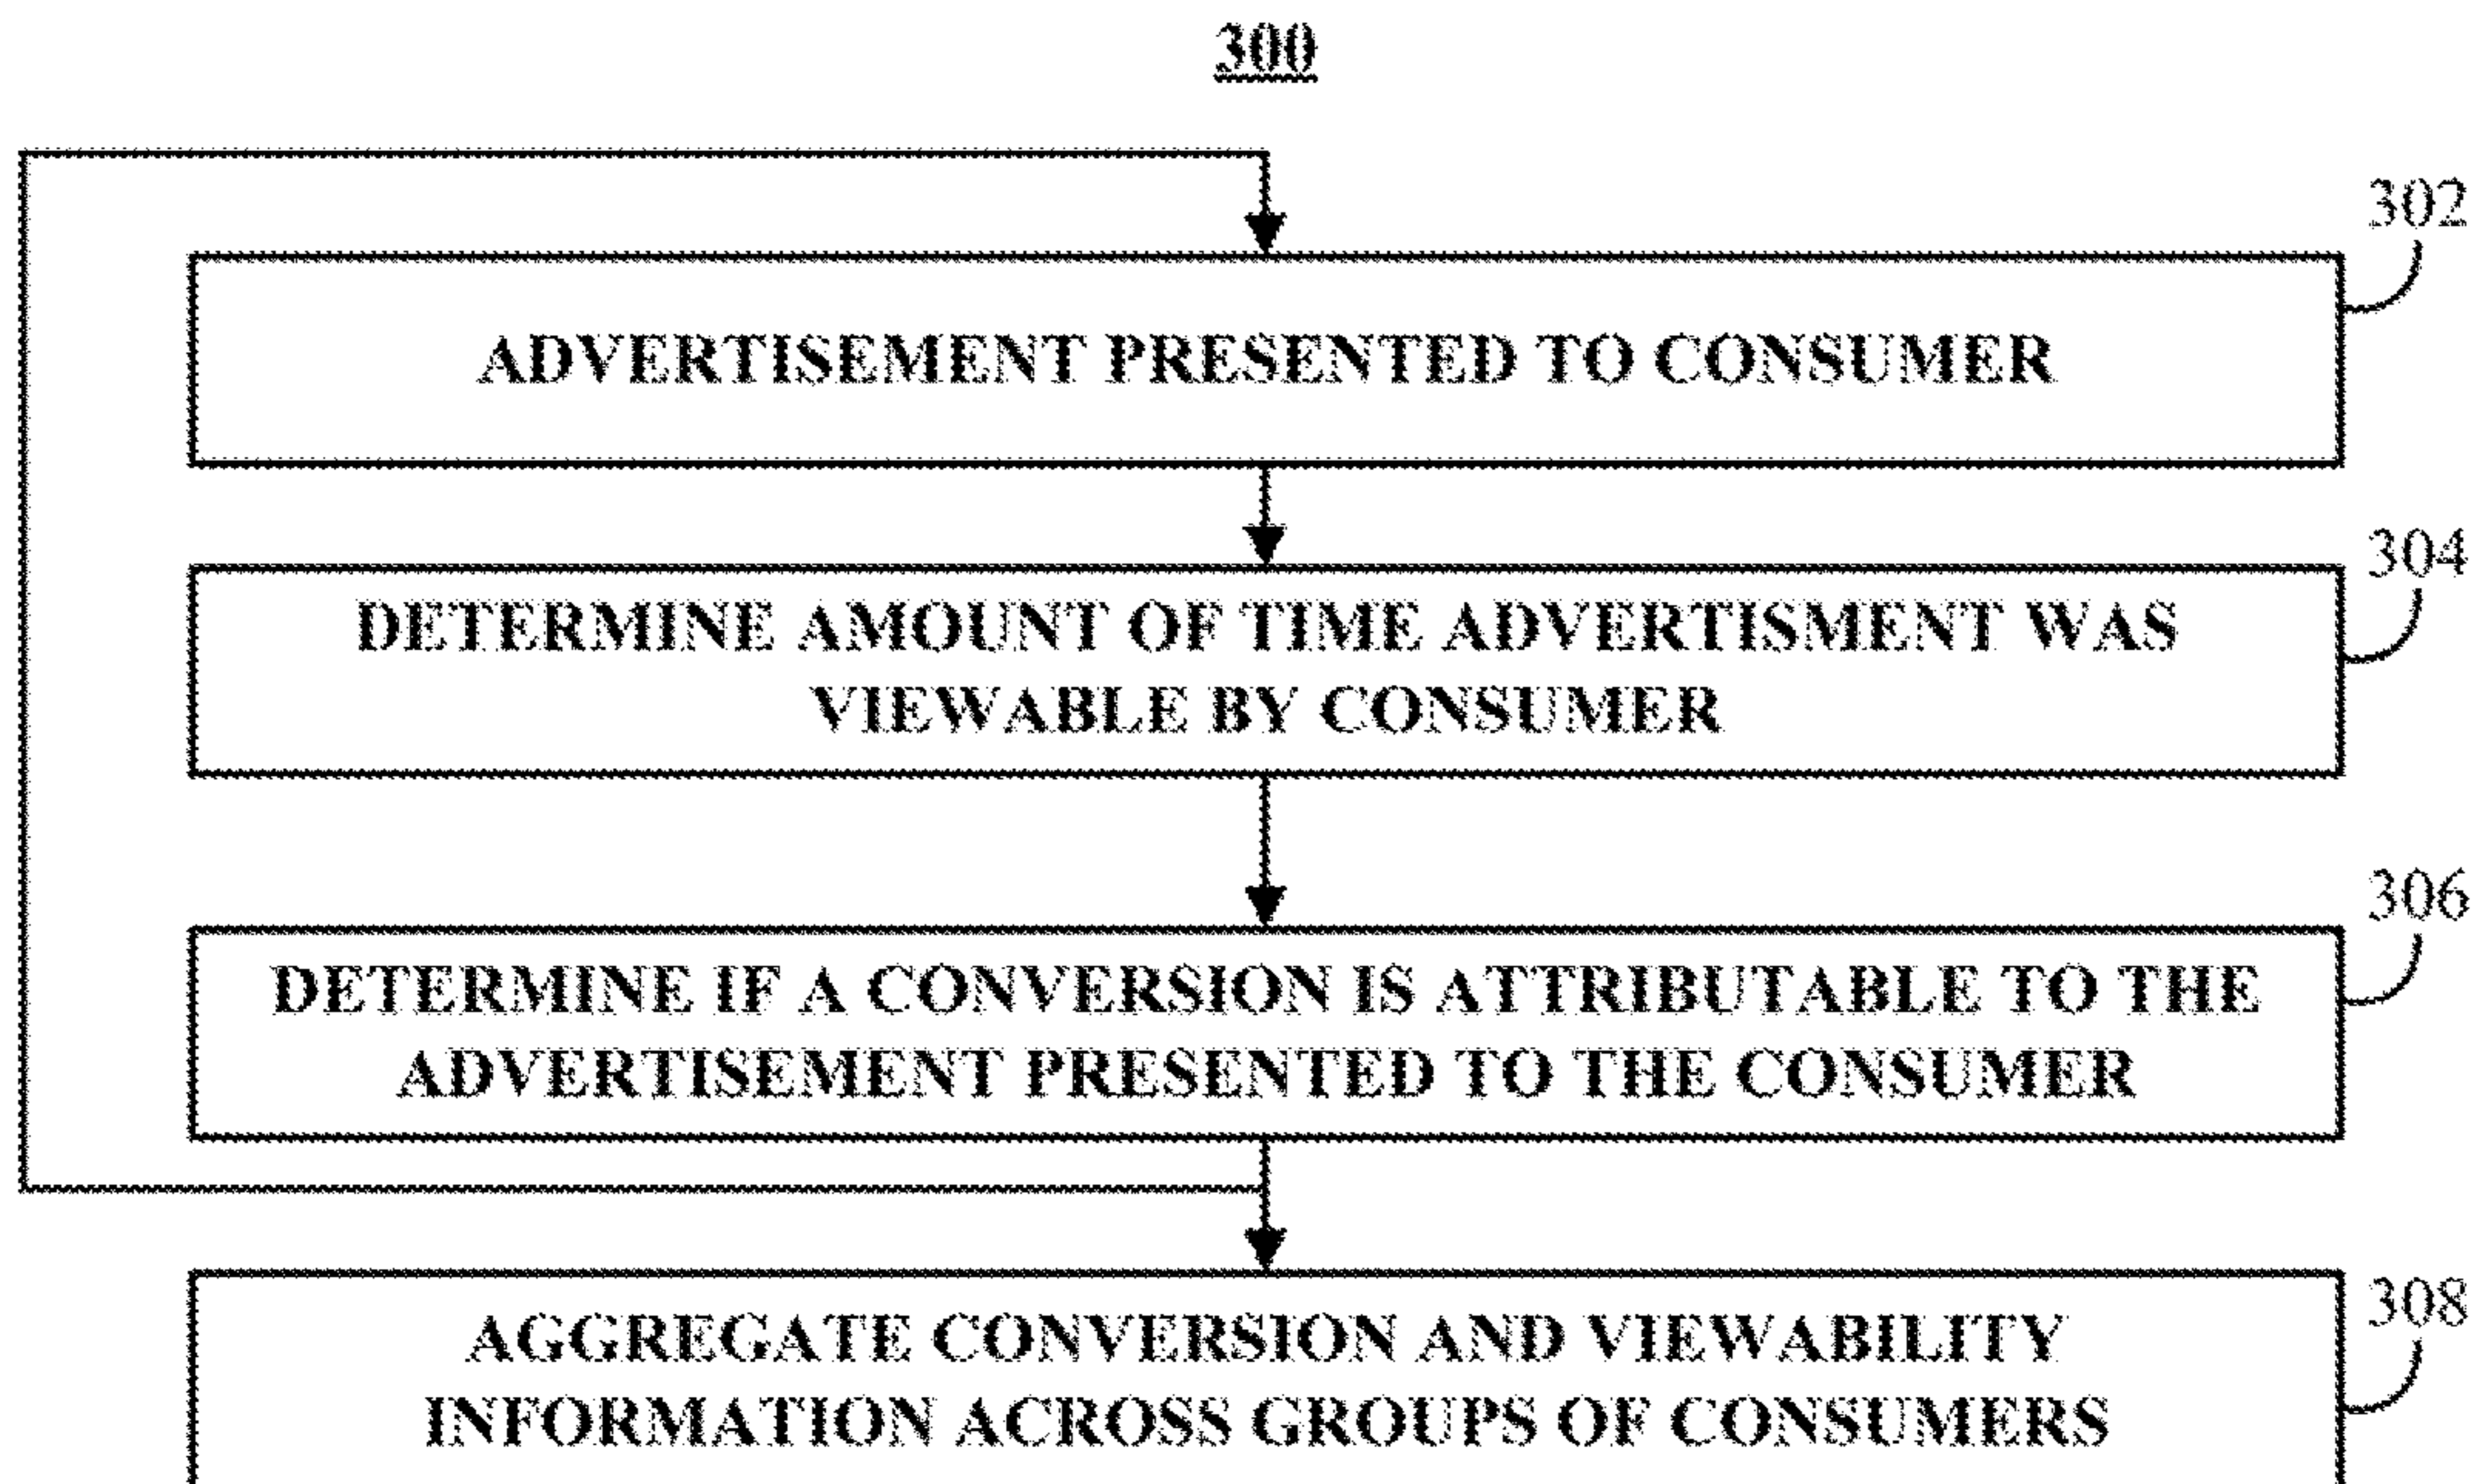 300
302
ADVERTISEMENT PRESENTED TO CONSUMER
304
DETERMINE AMOUNT OF TIME ADVERTISMENT WAS
VIEWABLE BY CONSUMER
306
DETERMINE IF A CONVERSION IS ATTRIBUTABLE TO THE
ADVERTISEMENT PRESENTED TO THE CONSUMER
308
AGGREGATE CONVERSION AND VIEWABILITY
INFORMATION ACROSS GROUPS OF CONSUMERS